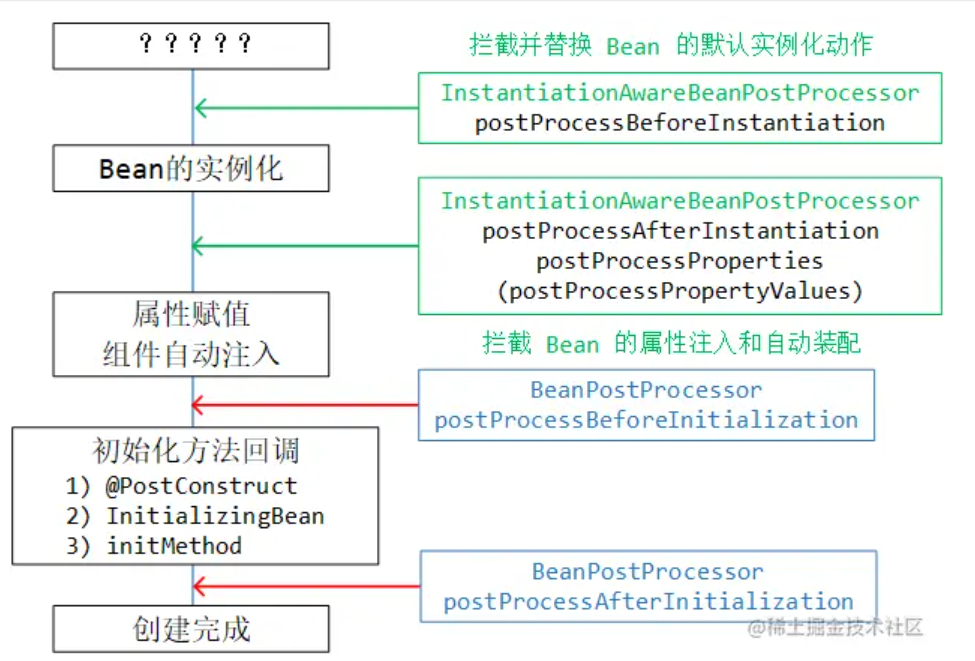 ？？？？？
拦截并替换 Bean 的默认实例化动作
InstantiationAwareBeanPostProcessor
postProcessBeforeInstantiation
Bean的实例化
InstantiationAwareBeanPostProcessor
postProcessAfterInstantiation
postProcessProperties
(postProcessPropertyValues)
属性赋值
组件自动注入
拦截 Bean 的属性注入和自动装配
BeanPostProcessor
postProcessBeforeInitialization
初始化方法回调
1) @PostConstruct
2) InitializingBean
3) initMethod
BeanPostProcessor
postProcessAfterInitialization
创建完成
@稀土掘金技术社区